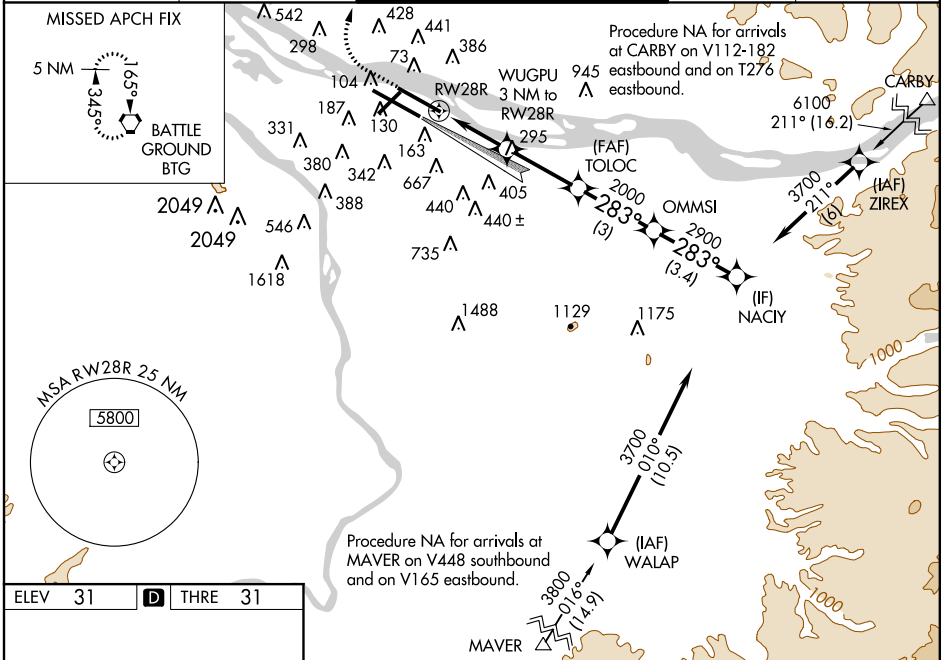 MISSED APCH FIX
5 NM
165°
345°
BATTLE
GROUND
BTG
542
298
428
441
73
386
104
187
130
331
163
380
342
667
388
440
440 ±
405
2049
2049
546
735
1618
1488
1129
1175
RW28R
WUGPU
3 NM to
RW28R
295
945
Procedure NA for arrivals
at CARBY on V112-182
eastbound and on T276
eastbound.
CARBY
6100
211° (16.2)
(IAF)
ZIREX
3700
211°
(6)
(FAF)
TOLOC
2000
283°
(3)
OMMSI
2900
283°
(3.4)
(IF)
NACIY
1000
MSA RW28R 25 NM
5800
3700
010°
(10.5)
(IAF)
WALAP
Procedure NA for arrivals at
MAVER on V448 southbound
and on V165 eastbound.
3800
016°
(14.9)
MAVER
1000
ELEV 31 D THRE 31